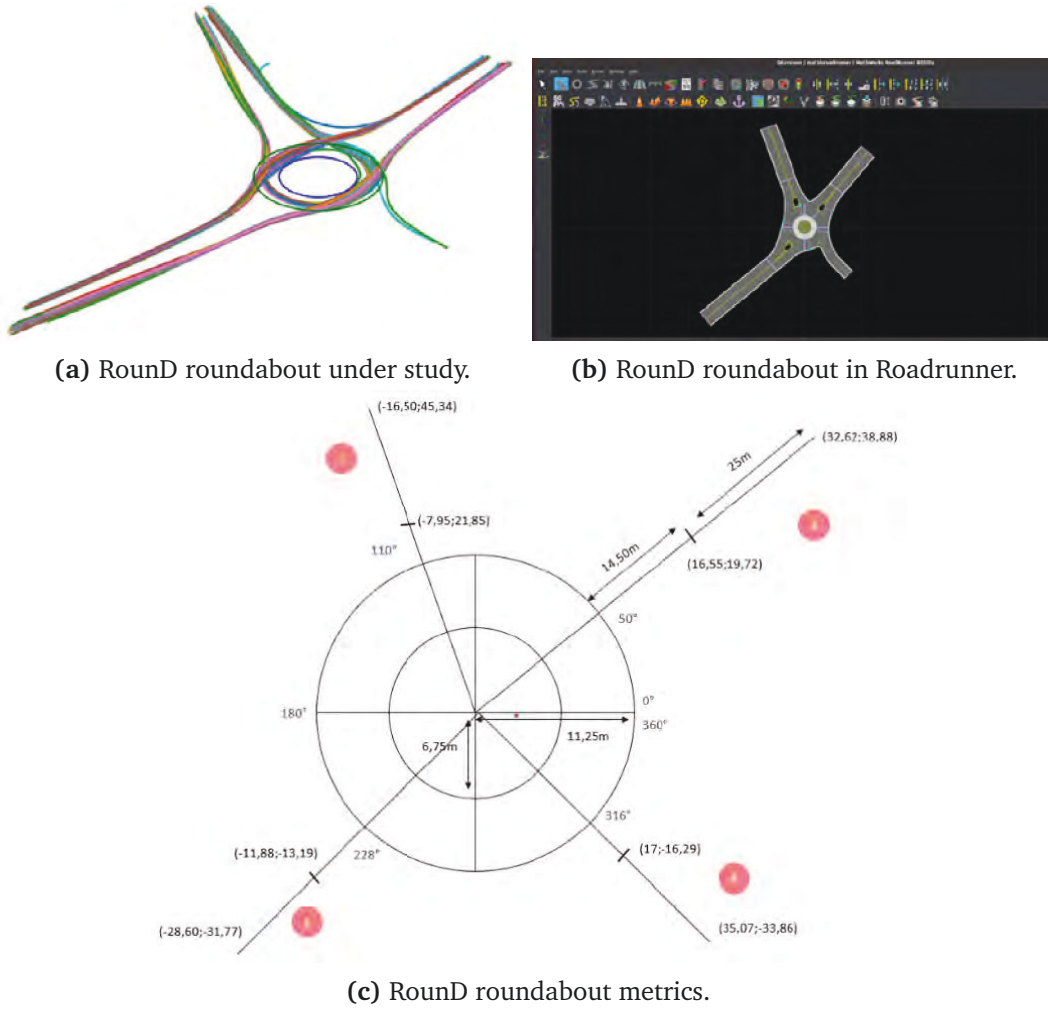 (a) RounD roundabout under study.
(b) RounD roundabout in Roadrunner.
(-16,50;45,34)
(32,62;38,88)
25m
(-7,95;21,85)
14,50m
(16,55;19,72)
110°
50°
0°
180°
360°
6,75m
11,25m
316°
(17;-16,29)
(-11,88;-13,19)
228°
(-28,60;-31,77)
(35,07;-33,86)
(c) RounD roundabout metrics.